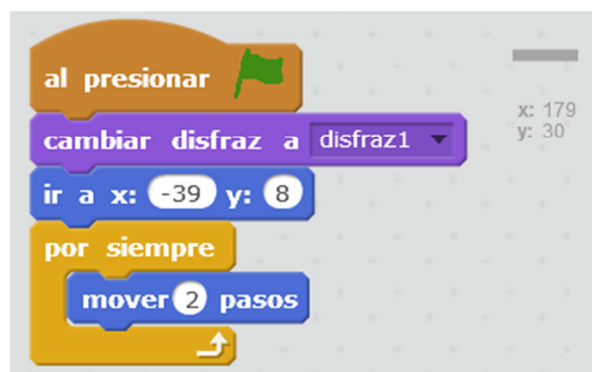 al presionar
cambiar disfraz a disfraz1
ir a x: -39 y: 8
por siempre
mover 2 pasos
x: 179
y: 30